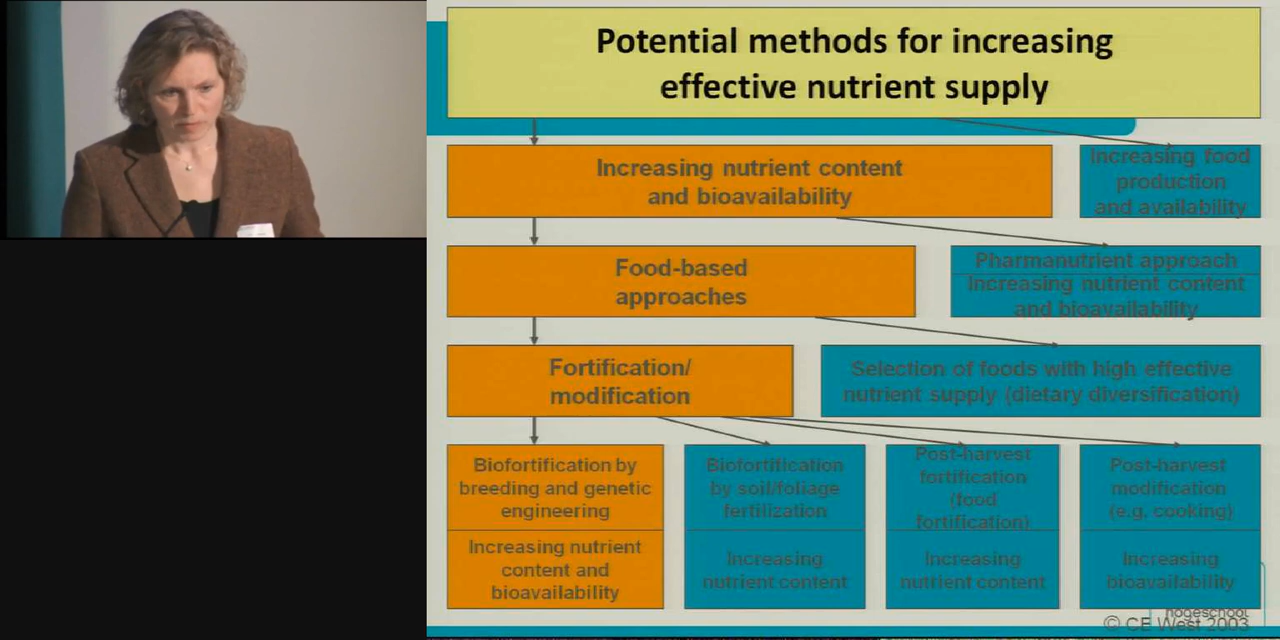 Potential methods for increasing
effective nutrient supply
Increasing nutrient content
and bioavailability
Increasing food
production
and availability
Food-based
approaches
Pharmanutrient approach
Increasing nutrient content
and bioavailability
Fortification/
modification
Selection of foods with high effective
nutrient supply (dietary diversification)
Biofortification by
breeding and genetic
engineering
Increasing nutrient
content and
bioavailability
Biofortification
by soil/foliage
fertilization
Increasing
nutrient content
Post-harvest
fortification
(food
fortification)
Increasing
nutrient content
Post-harvest
modification
(e.g. cooking)
Increasing
bioavailability
hogeschool
© CE West 2003